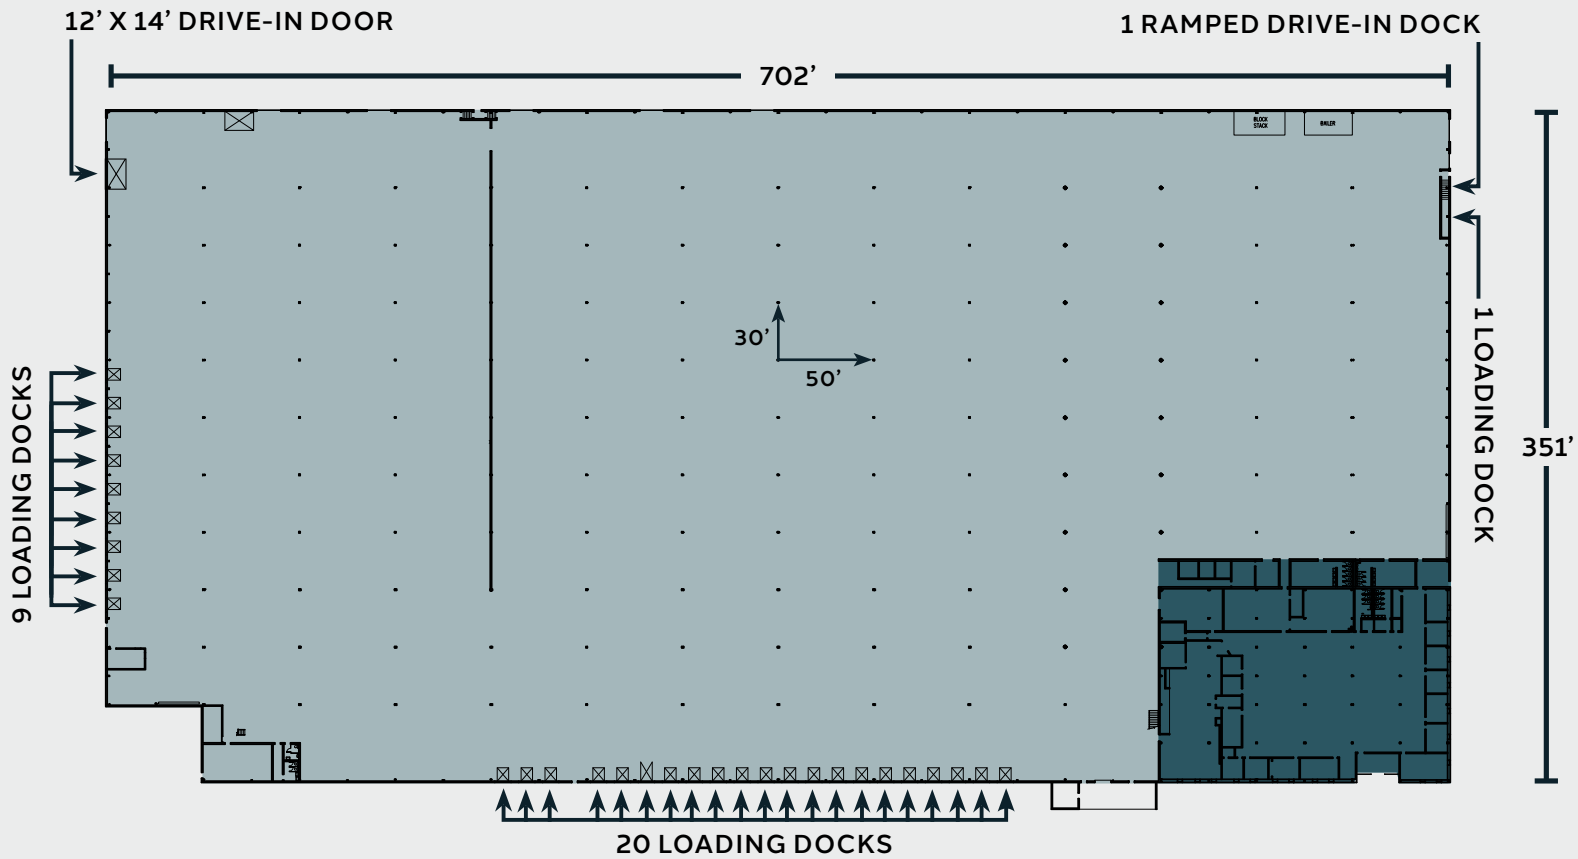 12’ X 14’ DRIVE-IN DOOR
1 RAMPED DRIVE-IN DOCK
702’
BLOCK
STACK
BAILER
30’
50’
9 LOADING DOCKS
1 LOADING DOCK
351’
20 LOADING DOCKS